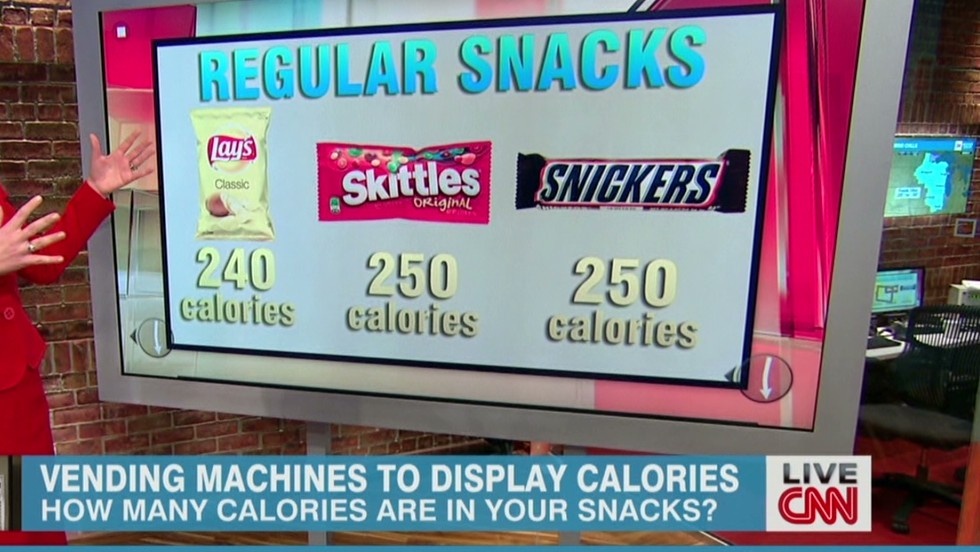 REGULAR SNACKS
Lay's
Classic
Skittles
ORIGINAL
SNICKERS
240
calories
250
calories
250
calories
VENDING MACHINES TO DISPLAY CALORIES
HOW MANY CALORIES ARE IN YOUR SNACKS?
LIVE
CNN